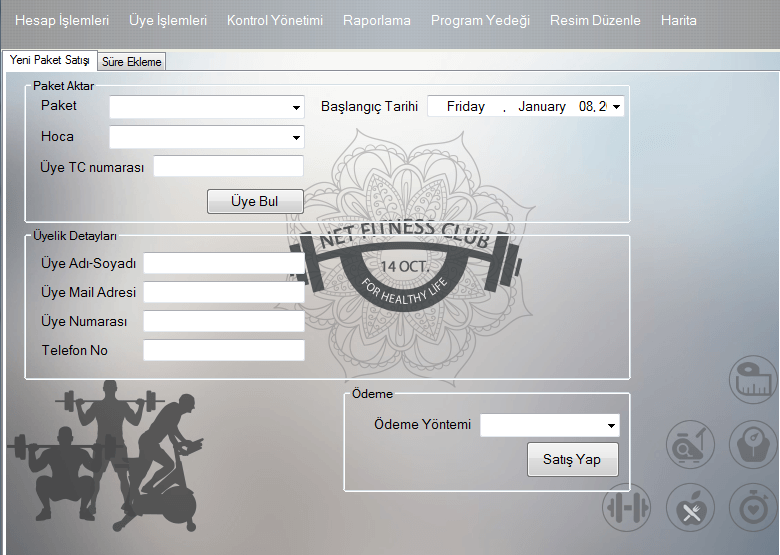 Hesap İşlemleri Üye İşlemleri Kontrol Yönetimi Raporlama Program Yedeği Resim Düzenle Harita
Yeni Paket Satışı Süre Ekleme
Paket Aktar
Paket Başlangıç Tarihi Friday , January 08, 2
Hoca
Üye TC numarası
Üye Bul
Üyelik Detayları
NET FITNESS CLUB
14 OCT.
FOR HEALTHY LIFE
Üye Adı-Soyadı
Üye Mail Adresi
Üye Numarası
Telefon No
Ödeme
Ödeme Yöntemi
Satış Yap